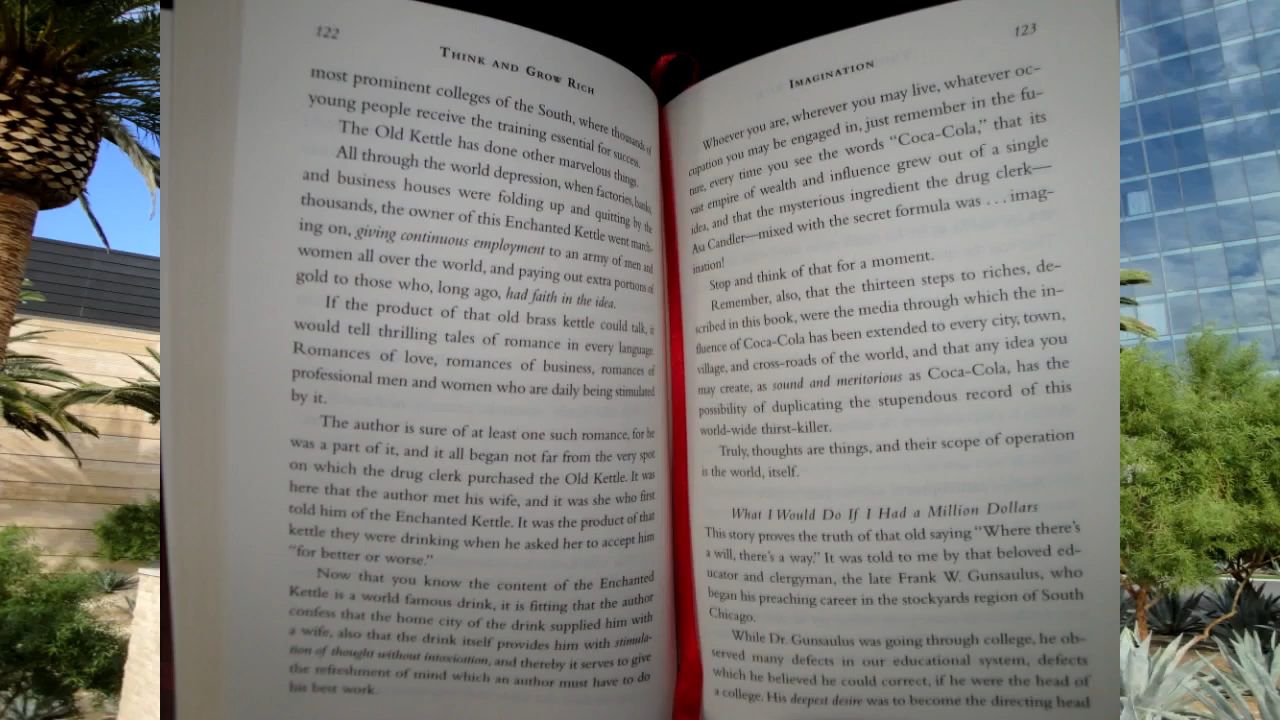 122
THINK AND GROW RICH
most prominent colleges of the South, where thousands of
young people receive the training essential for success.
The Old Kettle has done other marvelous things.
All through the world depression, when factories, banks,
and business houses were folding up and quitting by the
thousands, the owner of this Enchanted Kettle went march-
ing on, giving continuous employment to an army of men and
women all over the world, and paying out extra portions of
gold to those who, long ago, had faith in the idea.
If the product of that old brass kettle could talk, it
would tell thrilling tales of romance in every language.
Romances of love, romances of business, romances of
professional men and women who are daily being stimulated
by it.
The author is sure of at least one such romance, for he
was a part of it, and it all began not far from the very spot
on which the drug clerk purchased the Old Kettle. It was
here that the author met his wife, and it was she who first
told him of the Enchanted Kettle. It was the product of that
kettle they were drinking when he asked her to accept him
"for better or worse."
Now that you know the content of the Enchanted
Kettle is a world famous drink, it is fitting that the author
confess that the home city of the drink supplied him with
a wife, also that the drink itself provides him with stimula-
tion of thought without intoxication, and thereby it serves to give
the refreshment of mind which an author must have to do
his best work.
123
IMAGINATION
Whoever you are, wherever you may live, whatever oc-
cupation you may be engaged in, just remember in the fu-
ture, every time you see the words "Coca-Cola," that its
vast empire of wealth and influence grew out of a single
idea, and that the mysterious ingredient the drug clerk—
Au Candler—mixed with the secret formula was . . . imag-
ination!
Stop and think of that for a moment.
Remember, also, that the thirteen steps to riches, de-
scribed in this book, were the media through which the in-
fluence of Coca-Cola has been extended to every city, town,
village, and cross-roads of the world, and that any idea you
may create, as sound and meritorious as Coca-Cola, has the
possibility of duplicating the stupendous record of this
world-wide thirst-killer.
Truly, thoughts are things, and their scope of operation
is the world, itself.
What I Would Do If I Had a Million Dollars
This story proves the truth of that old saying "Where there's
a will, there's a way." It was told to me by that beloved ed-
ucator and clergyman, the late Frank W. Gunsaulus, who
began his preaching career in the stockyards region of South
Chicago.
While Dr. Gunsaulus was going through college, he ob-
served many defects in our educational system, defects
which he believed he could correct, if he were the head of
a college. His deepest desire was to become the directing head